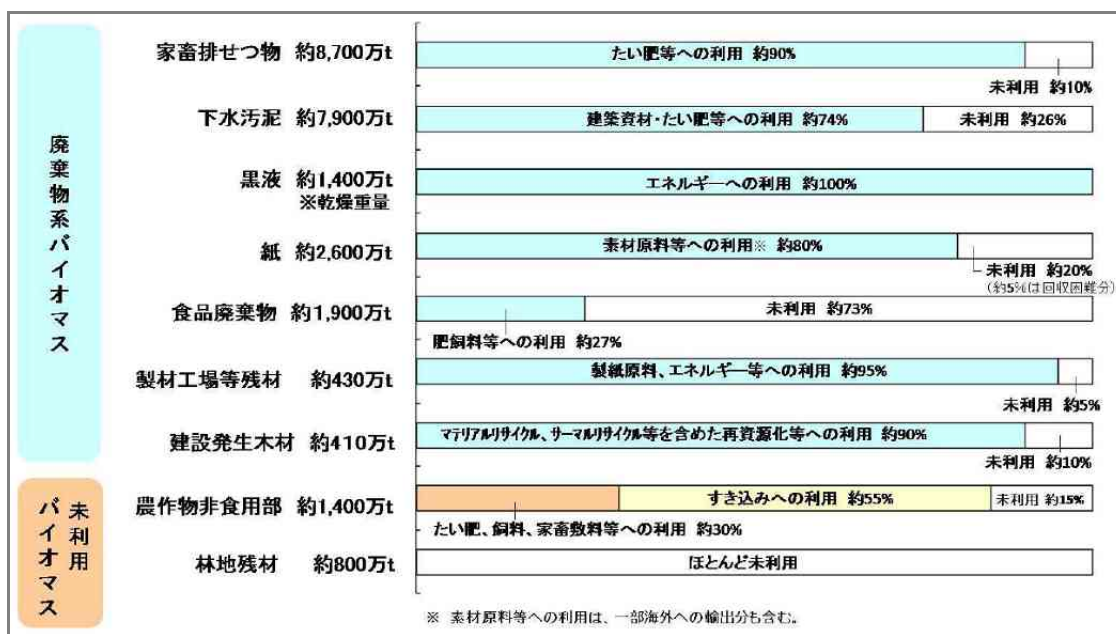 廃棄物系バイオマス
家畜排せつ物 約8,700万t
たい肥等への利用 約90%
未利用 約10%
下水汚泥 約7,900万t
建築資材・たい肥等への利用 約74%
未利用 約26%
黒液 約1,400万t
※乾燥重量
エネルギーへの利用 約100%
紙 約2,600万t
素材原料等への利用※ 約80%
未利用 約20%
(約5%は回収困難分)
食品廃棄物 約1,900万t
未利用 約73%
肥飼料等への利用 約27%
製材工場等残材 約430万t
製紙原料、エネルギー等への利用 約95%
未利用 約5%
建設発生木材 約410万t
マテリアルリサイクル、サーマルリサイクル等を含めた再資源化等への利用 約90%
未利用 約10%
未利用
バイオマス
農作物非食用部 約1,400万t
すき込みへの利用 約55%
未利用 約15%
たい肥、飼料、家畜敷料等への利用 約30%
林地残材 約800万t
ほとんど未利用
※ 素材原料等への利用は、一部海外への輸出分も含む。